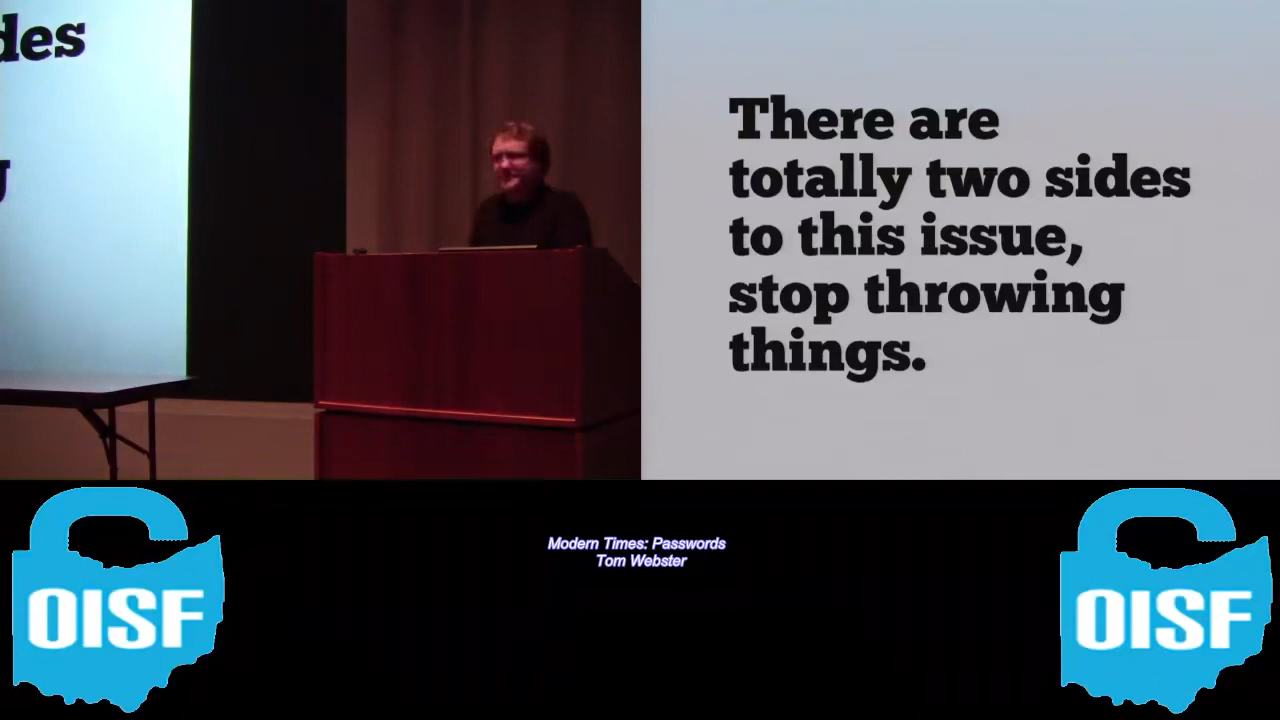 des
There are
totally two sides
to this issue,
stop throwing
things.
Modern Times: Passwords
Tom Webster
OISF
OISF